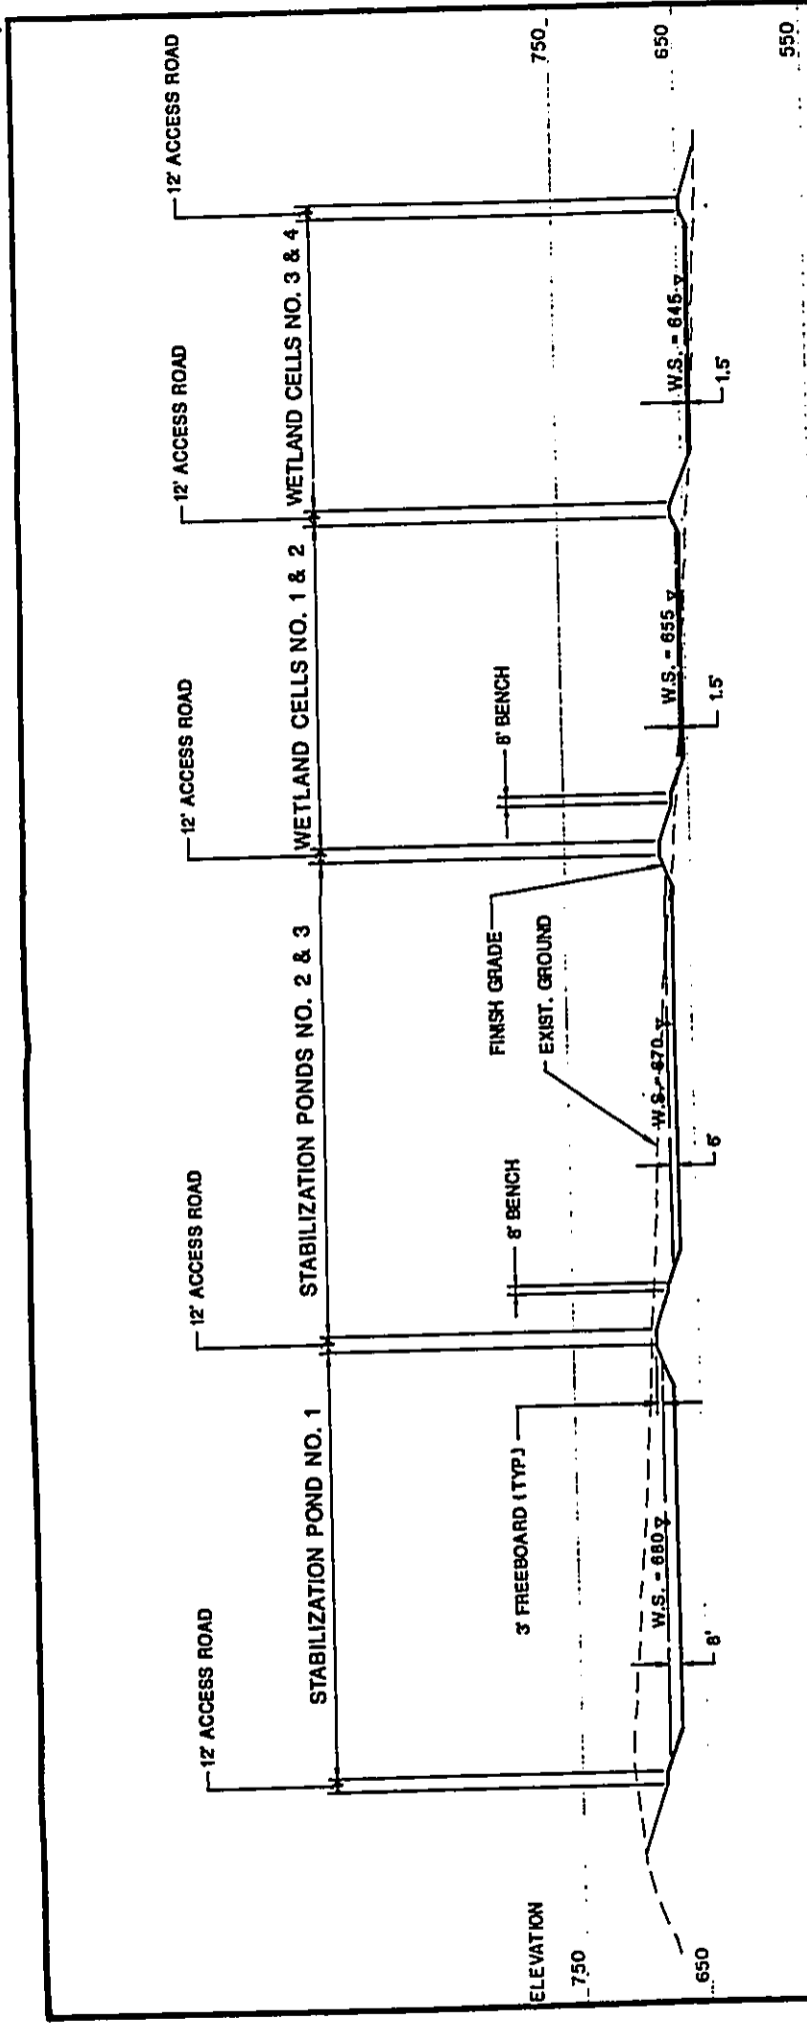 12' ACCESS ROAD
12' ACCESS ROAD
12' ACCESS ROAD
12' ACCESS ROAD
12' ACCESS ROAD
STABILIZATION POND NO. 1
STABILIZATION PONDS NO. 2 & 3
WETLAND CELLS NO. 1 & 2
WETLAND CELLS NO. 3 & 4
3' FREEBOARD (TYP.)
8' BENCH
FINISH GRADE
EXIST. GROUND
8' BENCH
ELEVATION
750
750
W.S. = 680
W.S. = 670
W.S. = 655
W.S. = 645
650
650
8'
6'
1.5'
1.5'
550